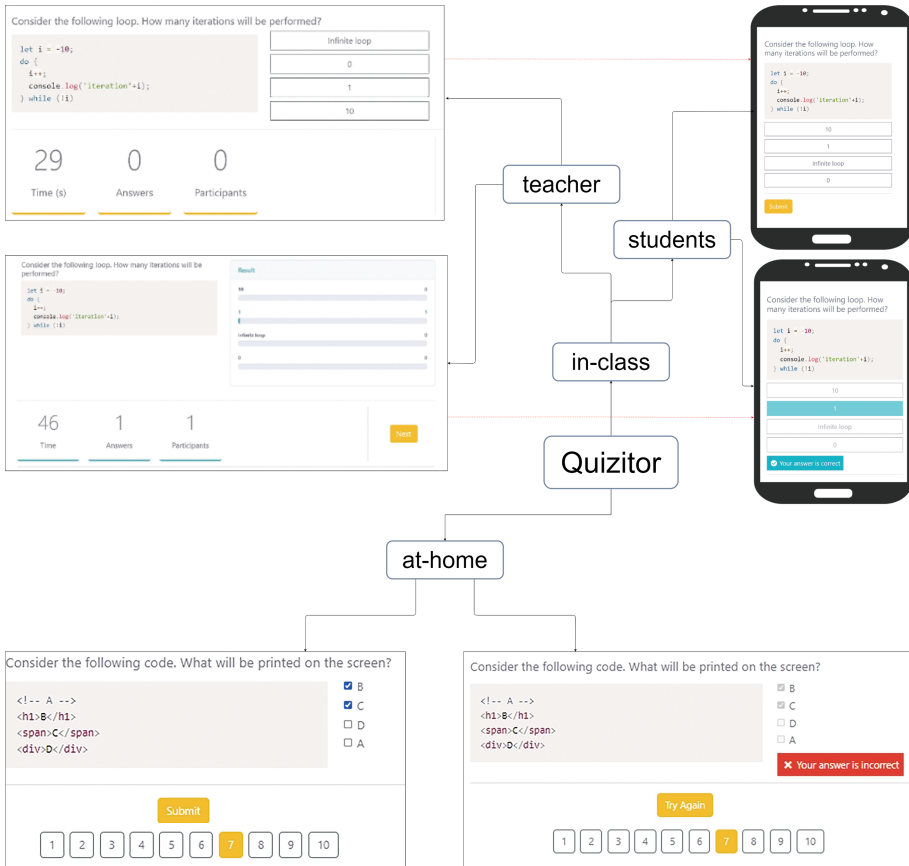 Consider the following loop. How many iterations will be performed?
let i = -10;
do {
i++;
console.log('iteration'+i);
} while (!i)
Infinite loop
0
1
10
29
0
0
Time (s)
Answers
Participants
Consider the following loop. How
many iterations will be performed?
let i = -10;
do {
i++;
console.log('iteration'+i);
} while (!i)
10
1
Infinite loop
0
Submit
teacher
students
Consider the following loop. How many iterations will be
performed?
let i = -10;
do {
i++;
console.log('iteration'+i);
} while (!i)
Result
10 0
1 1
Infinite loop 0
0 0
46
1
1
Time
Answers
Participants
Next
Consider the following loop. How
many iterations will be performed?
let i = -10;
do {
i++;
console.log('iteration'+i);
} while (!i)
10
1
Infinite loop
0
Your answer is correct
in-class
Quizitor
at-home
Consider the following code. What will be printed on the screen?
<!-- A -->
<h1>B</h1>
<span>C</span>
<div>D</div>
B
C
D
A
Submit
1 2 3 4 5 6 7 8 9 10
Consider the following code. What will be printed on the screen?
<!-- A -->
<h1>B</h1>
<span>C</span>
<div>D</div>
B
C
D
A
Your answer is incorrect
Try Again
1 2 3 4 5 6 7 8 9 10